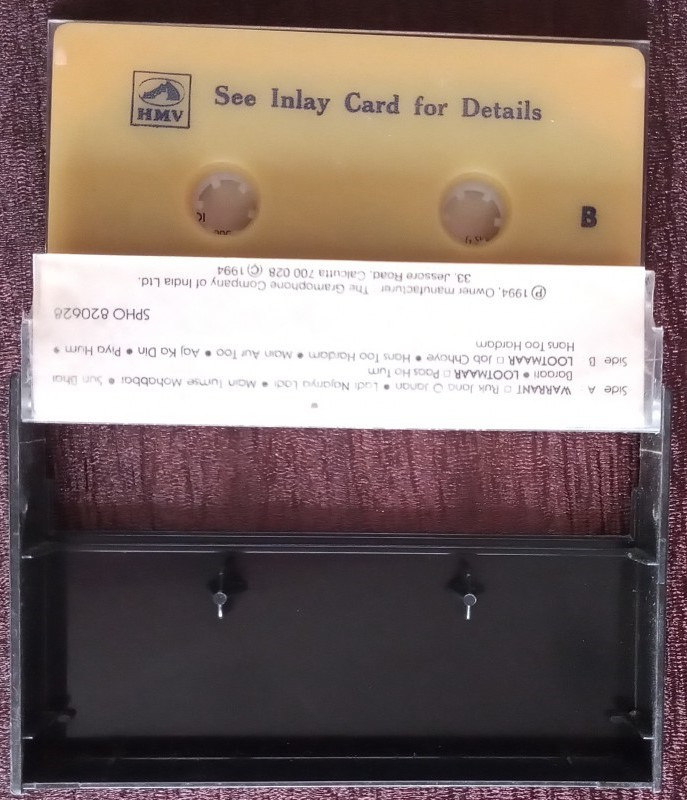 HMV
See Inlay Card for Details
B
Side A WARRANT □ Ruk Jana O Janan • Ladi Najariya Ladi • Main Tumse Mohabbat • Sun Bhai
Baraati • LOOTMAAR □ Paas Ho Tum
Side B LOOTMAAR □ Jab Chhaye • Hans Too Hardam • Main Aur Too • Aaj Ka Din • Piya Hum •
Hans Too Hardam
SPHO 820628
℗ 1994, Owner manufacturer The Gramophone Company of India Ltd.
33, Jessore Road, Calcutta 700 028 © 1994